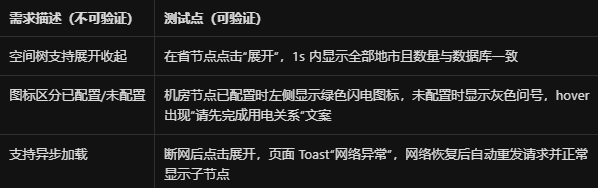 需求描述（不可验证）
测试点（可验证）
空间树支持展开收起
在省节点点击“展开”，1s 内显示全部地市且数量与数据库一致
图标区分已配置/未配置
机房节点已配置时左侧显示绿色闪电图标，未配置时显示灰色问号，hover
出现“请先完成用电关系”文案
支持异步加载
断网后点击展开，页面 Toast“网络异常”，网络恢复后自动重发请求并正常
显示子节点